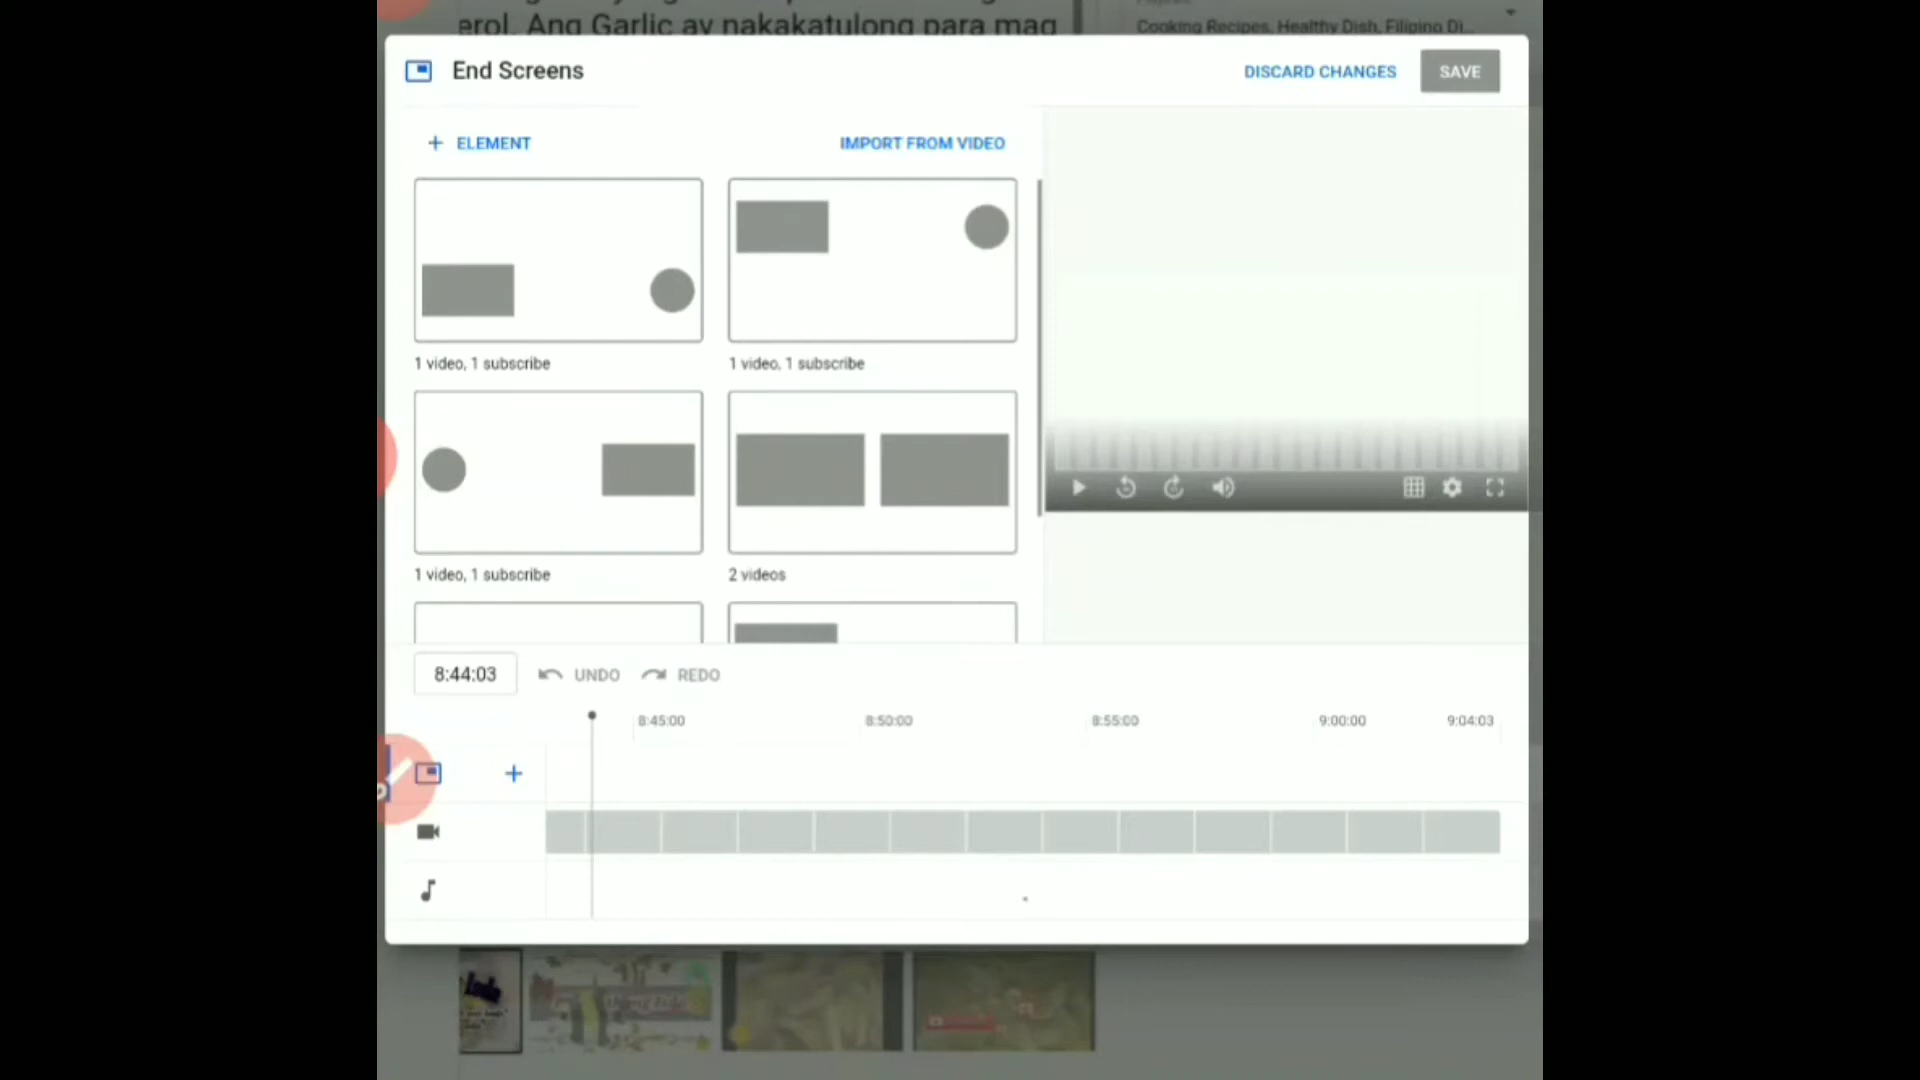 erol. Ang Garlic ay nakakatulong para mag
Cooking Recipes, Healthy Dish, Filipino Di...
End Screens
DISCARD CHANGES
SAVE
+ ELEMENT
IMPORT FROM VIDEO
1 video, 1 subscribe
1 video, 1 subscribe
1 video, 1 subscribe
2 videos
8:44:03
UNDO
REDO
8:45:00
8:50:00
8:55:00
9:00:00
9:04:03